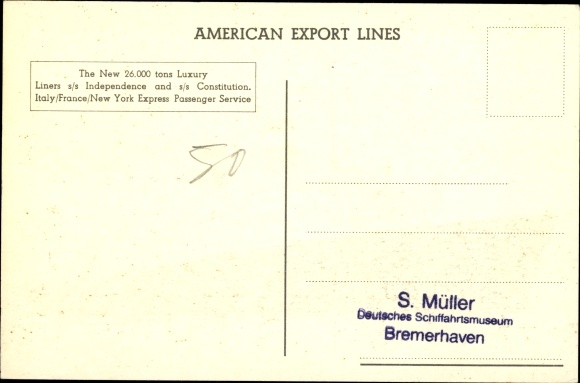 AMERICAN EXPORT LINES
The New 26.000 tons Luxury
Liners s/s Independence and s/s Constitution.
Italy/France/New York Express Passenger Service
50
S. Müller
Deutsches Schiffahrtsmuseum
Bremerhaven